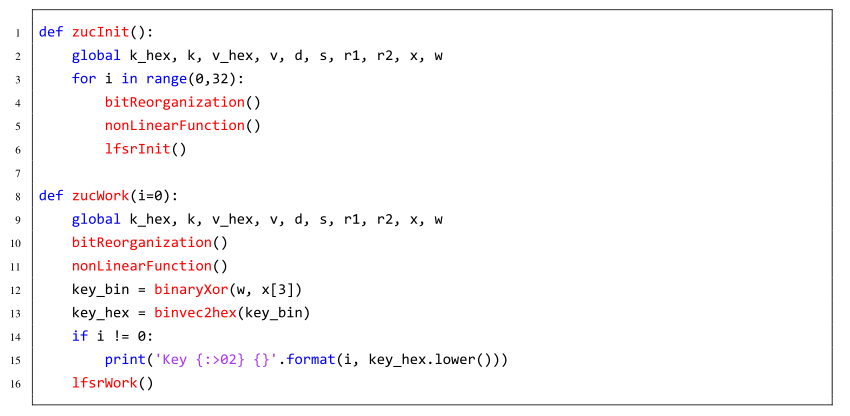 1 def zucInit():
2     global k_hex, k, v_hex, v, d, s, r1, r2, x, w
3     for i in range(0,32):
4         bitReorganization()
5         nonLinearFunction()
6         lfsrInit()
7
8 def zucWork(i=0):
9     global k_hex, k, v_hex, v, d, s, r1, r2, x, w
10     bitReorganization()
11     nonLinearFunction()
12     key_bin = binaryXor(w, x[3])
13     key_hex = binvec2hex(key_bin)
14     if i != 0:
15         print('Key {:>02} {}'.format(i, key_hex.lower()))
16     lfsrWork()